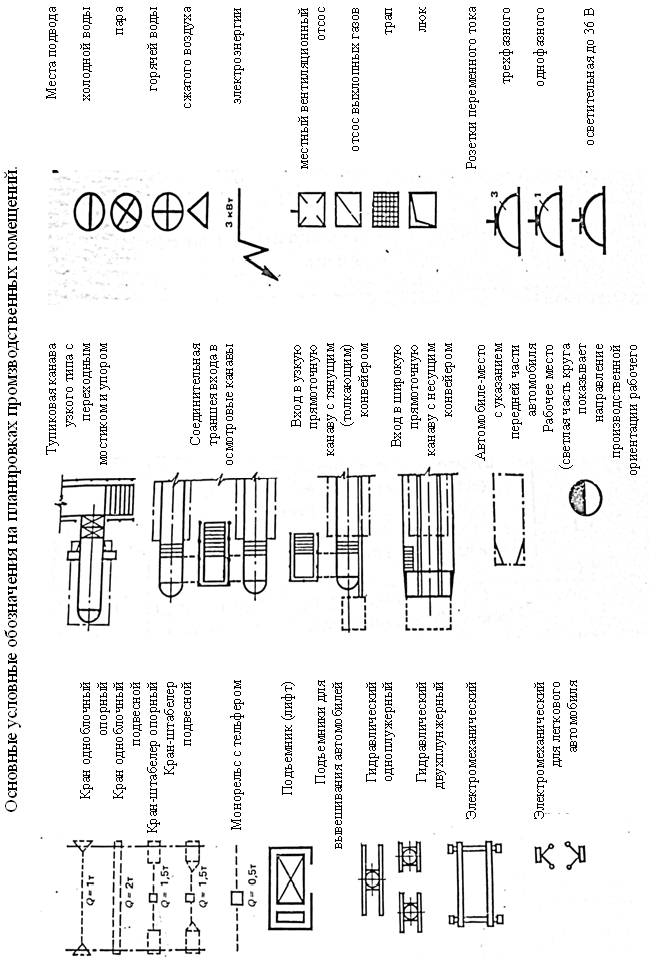 Основные условные обозначения на планировках производственных помещений.
Q = 1т
Кран одноблочный
опорный
Q = 2т
Кран одноблочный
подвесной
Q = 1,5т
Кран-штабелер опорный
Q = 1,5т
Кран-штабелер
подвесной
Q = 0,5т
Монорельс с тельфером
Подъемник (лифт)
Подъемники для
вывешивания автомобилей
Гидравлический
одноплужерный
Гидравлический
двухплунжерный
Электромеханический
Электромеханический
для легкового
автомобиля
Тупиковая канава
узкого типа с
переходным
мостиком и упором
Соединительная
траншея входа в
осмотровые канавы
Вход в узкую
прямоточную
канаву с тянущим
(толкающим)
конвейером
Вход в широкую
прямоточную
канаву с несущим
конвейером
Автомобиле-место
с указанием
передней части
автомобиля
Рабочее место
(светлая часть круга
показывает
направление
производственной
ориентации рабочего
Места подвода
холодной воды
пара
горячей воды
сжатого воздуха
3 кВт
электроэнергии
местный вентиляционный
отсос
отсос выхлопных газов
трап
люк
Розетки переменного тока
3
трехфазного
1
однофазного
осветительная до 36 В